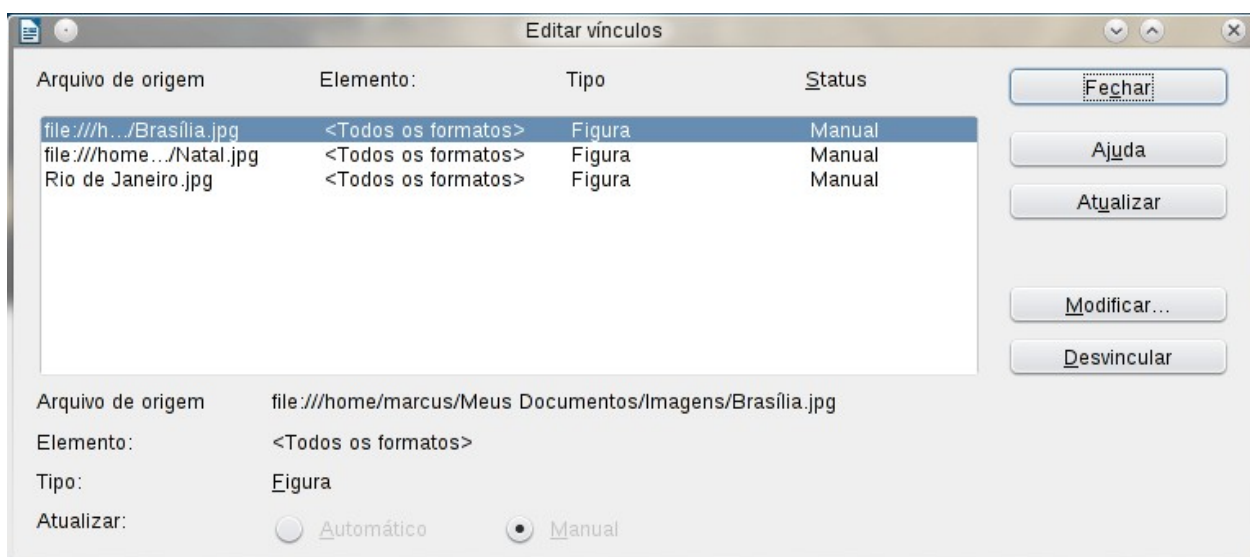 Editar vínculos
Arquivo de origem Elemento: Tipo Status
file:///h.../Brasília.jpg <Todos os formatos> Figura Manual
file:///home.../Natal.jpg <Todos os formatos> Figura Manual
Rio de Janeiro.jpg <Todos os formatos> Figura Manual
Fechar
Ajuda
Atualizar
Modificar...
Desvincular
Arquivo de origem file:///home/marcus/Meus Documentos/Imagens/Brasília.jpg
Elemento: <Todos os formatos>
Tipo: Figura
Atualizar: Automático Manual